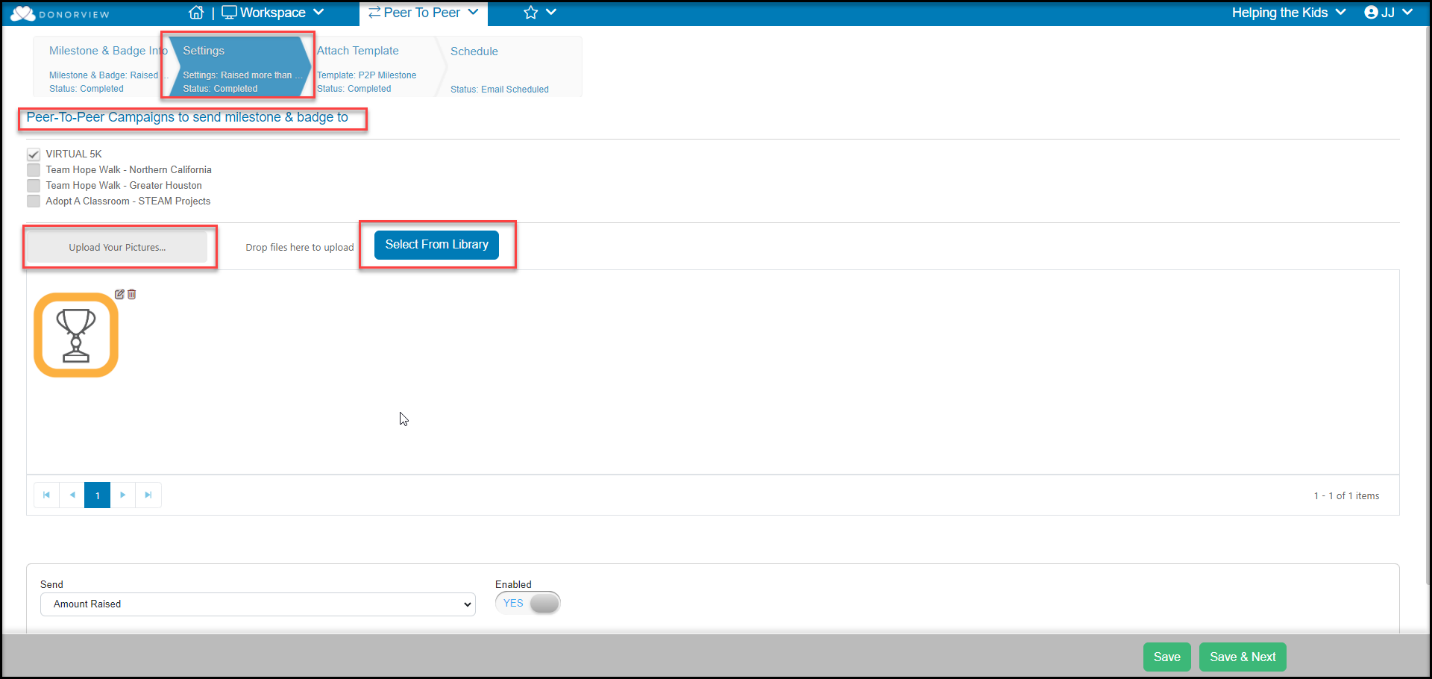 DONORVIEW
Workspace
Peer To Peer
Helping the Kids
JJ
Milestone & Badge Info
Milestone & Badge: Raised ...
Status: Completed
Settings
Settings: Raised more than ...
Status: Completed
Attach Template
Template: P2P Milestone
Status: Completed
Schedule
Status: Email Scheduled
Peer-To-Peer Campaigns to send milestone & badge to
VIRTUAL 5K
Team Hope Walk - Northern California
Team Hope Walk - Greater Houston
Adopt A Classroom - STEAM Projects
Upload Your Pictures...
Drop files here to upload
Select From Library
1
1 - 1 of 1 items
Send
Amount Raised
Enabled
YES
Save
Save & Next